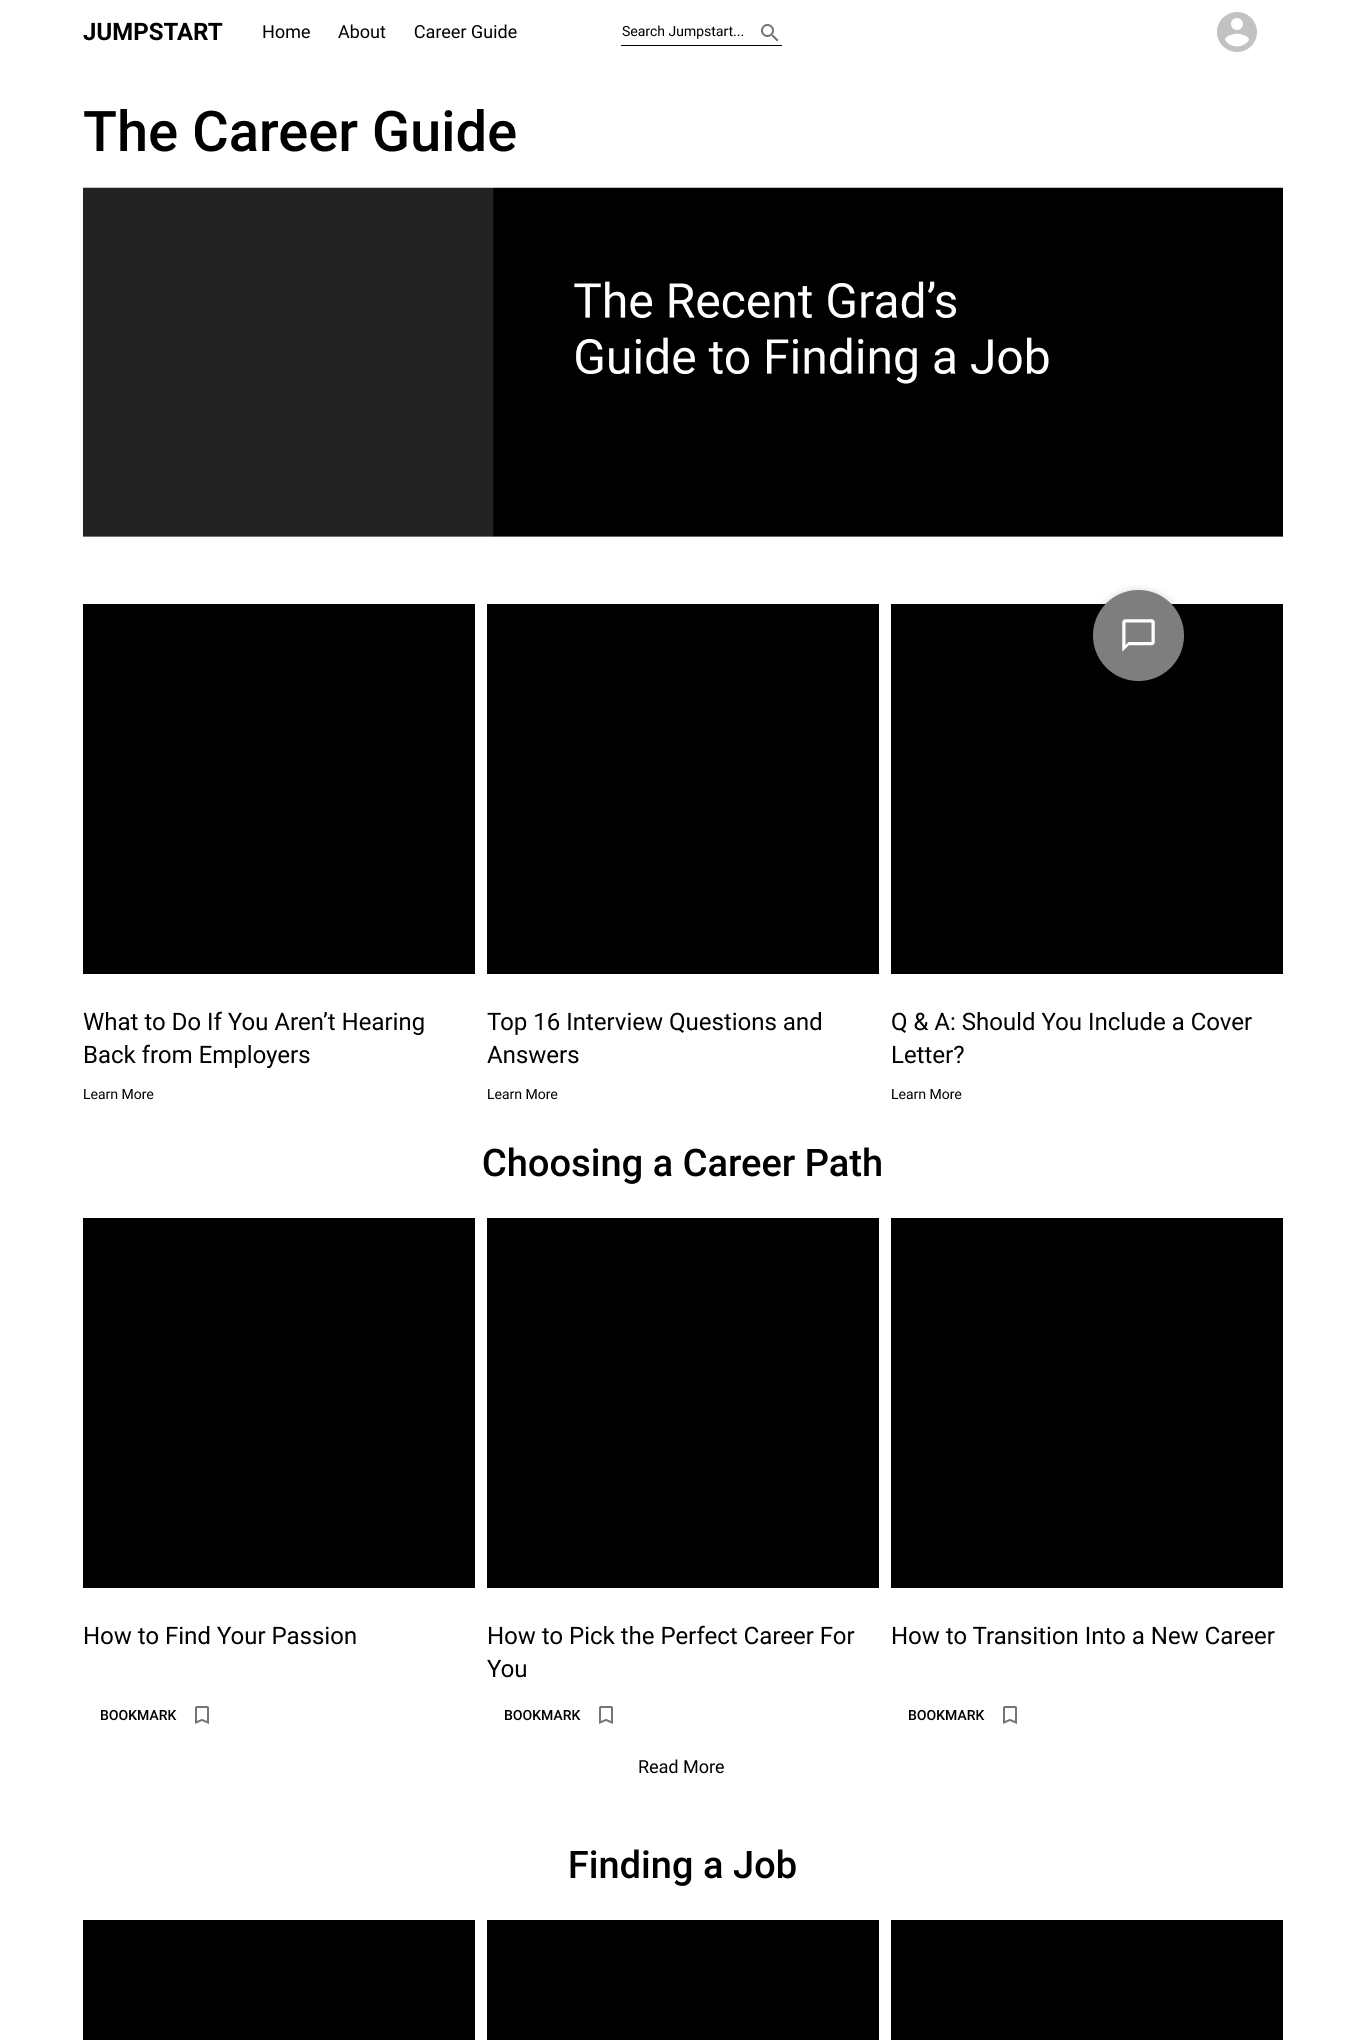 JUMPSTART Home About Career Guide Search Jumpstart...
The Career Guide
The Recent Grad’s
Guide to Finding a Job
What to Do If You Aren’t Hearing
Back from Employers
Learn More
Top 16 Interview Questions and
Answers
Learn More
Q & A: Should You Include a Cover
Letter?
Learn More
Choosing a Career Path
How to Find Your Passion
BOOKMARK
How to Pick the Perfect Career For
You
BOOKMARK
How to Transition Into a New Career
BOOKMARK
Read More
Finding a Job